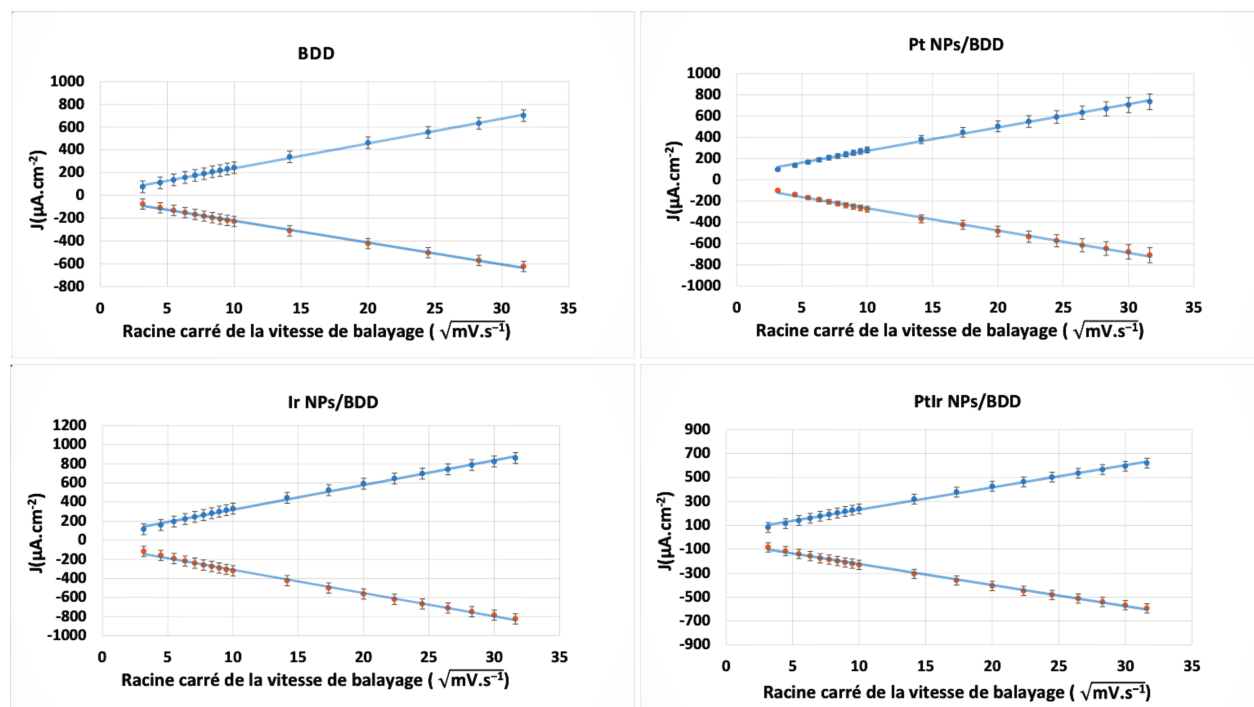 BDD
1000
800
600
400
200
0
-200
-400
-600
-800
J(µA.cm⁻²)
0 5 10 15 20 25 30 35
Racine carré de la vitesse de balayage ( √mV.s⁻¹)
Pt NPs/BDD
1000
800
600
400
200
0
-200
-400
-600
-800
-1000
J(µA.cm⁻²)
0 5 10 15 20 25 30 35
Racine carré de la vitesse de balayage ( √mV.s⁻¹)
Ir NPs/BDD
1200
1000
800
600
400
200
0
-200
-400
-600
-800
-1000
J(µA.cm⁻²)
0 5 10 15 20 25 30 35
Racine carré de la vitesse de balayage ( √mV.s⁻¹)
PtIr NPs/BDD
900
700
500
300
100
-100
-300
-500
-700
-900
J(µA.cm⁻²)
0 5 10 15 20 25 30 35
Racine carré de la vitesse de balayage ( √mV.s⁻¹)